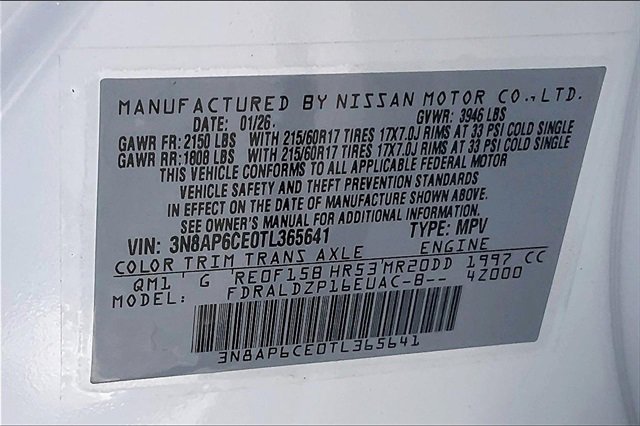 MANUFACTURED BY NISSAN MOTOR CO., LTD.
DATE: 01/26 GVWR: 3946 LBS
GAWR FR: 2150 LBS WITH 215/60R17 TIRES 17X7.0J RIMS AT 33 PSI COLD SINGLE
GAWR RR: 1808 LBS WITH 215/60R17 TIRES 17X7.0J RIMS AT 33 PSI COLD SINGLE
THIS VEHICLE CONFORMS TO ALL APPLICABLE FEDERAL MOTOR
VEHICLE SAFETY AND THEFT PREVENTION STANDARDS
IN EFFECT ON THE DATE OF MANUFACTURE SHOWN ABOVE.
SEE OWNER'S MANUAL FOR ADDITIONAL INFORMATION.
VIN: 3N8AP6CE0TL365641 TYPE: MPV
COLOR TRIM TRANS AXLE ENGINE
QM1 G RE0F15B HR53 MR20DD 1997 CC
MODEL: FDRALDZP16EUAC-B-- 42000
3N8AP6CE0TL365641